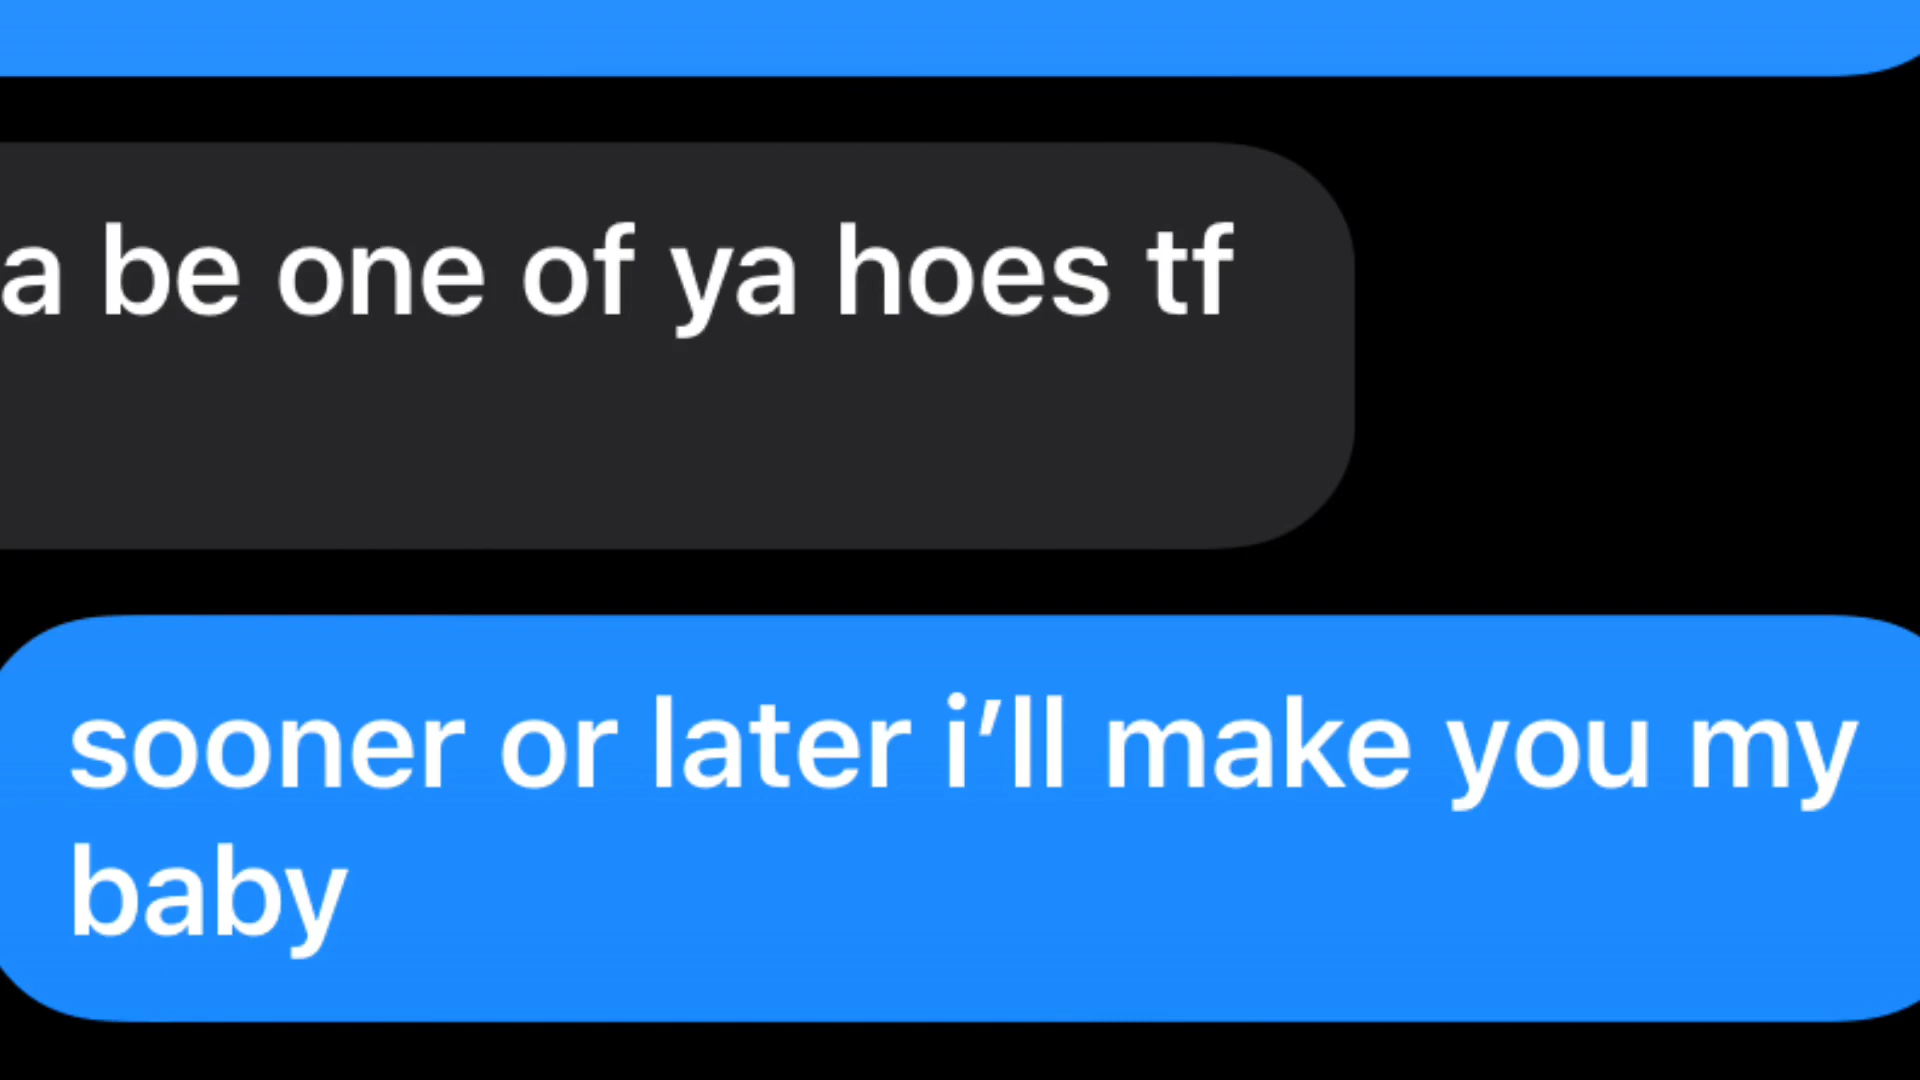 a be one of ya hoes tf
sooner or later i’ll make you my
baby